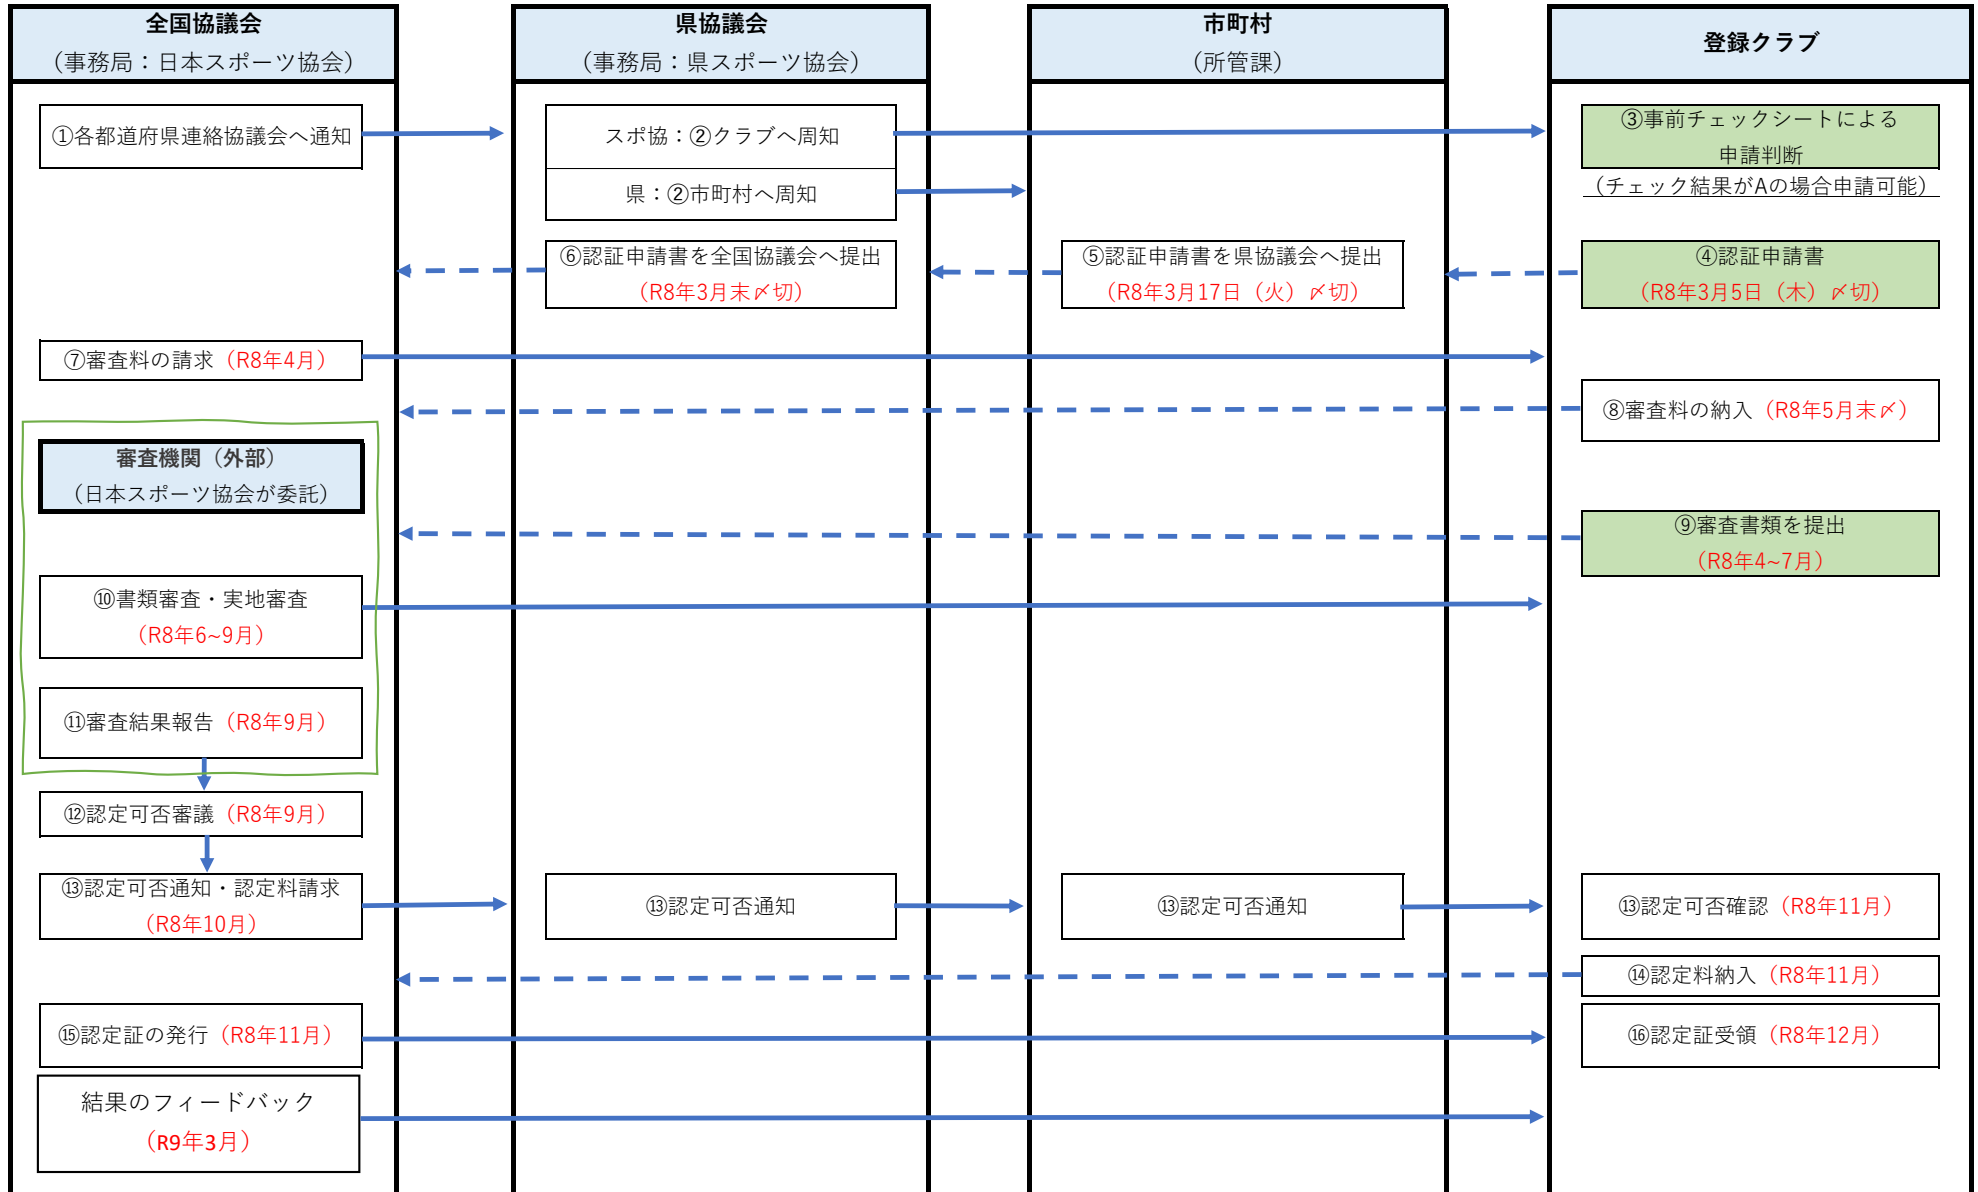 全国協議会
（事務局：日本スポーツ協会）
県協議会
（事務局：県スポーツ協会）
市町村
（所管課）
登録クラブ
①各都道府県連絡協議会へ通知
スポ協：②クラブへ周知
県：②市町村へ周知
③事前チェックシートによる
申請判断
（チェック結果がAの場合申請可能）
⑥認証申請書を全国協議会へ提出
（R8年3月末〆切）
⑤認証申請書を県協議会へ提出
（R8年3月17日（火）〆切）
④認証申請書
（R8年3月5日（木）〆切）
⑦審査料の請求（R8年4月）
⑧審査料の納入（R8年5月末〆）
審査機関（外部）
（日本スポーツ協会が委託）
⑨審査書類を提出
（R8年4~7月）
⑩書類審査・実地審査
（R8年6~9月）
⑪審査結果報告（R8年9月）
⑫認定可否審議（R8年9月）
⑬認定可否通知・認定料請求
（R8年10月）
⑬認定可否通知
⑬認定可否通知
⑬認定可否確認（R8年11月）
⑭認定料納入（R8年11月）
⑮認定証の発行（R8年11月）
⑯認定証受領（R8年12月）
結果のフィードバック
（R9年3月）